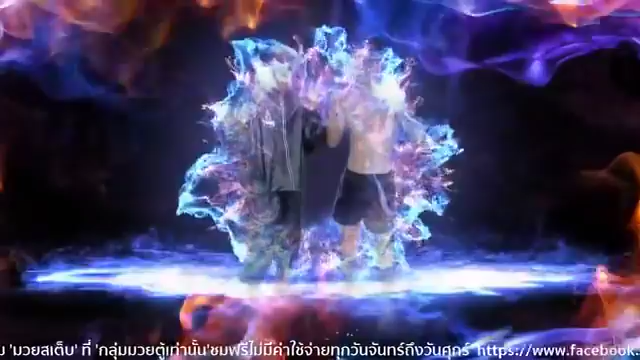 'มวยสเต็บ' ที่ 'กลุ่มมวยตู้เท่านั้น'ชมฟรีไม่มีค่าใช้จ่ายทุกวันจันทร์ถึงวันศุกร์ https://www.facebook